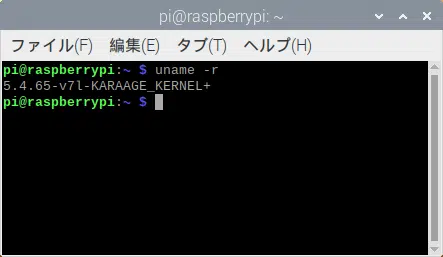 pi@raspberrypi: ~
ファイル(F) 編集(E) タブ(T) ヘルプ(H)
pi@raspberrypi:~ $ uname -r
5.4.65-v7l-KARAAGE_KERNEL+
pi@raspberrypi:~ $